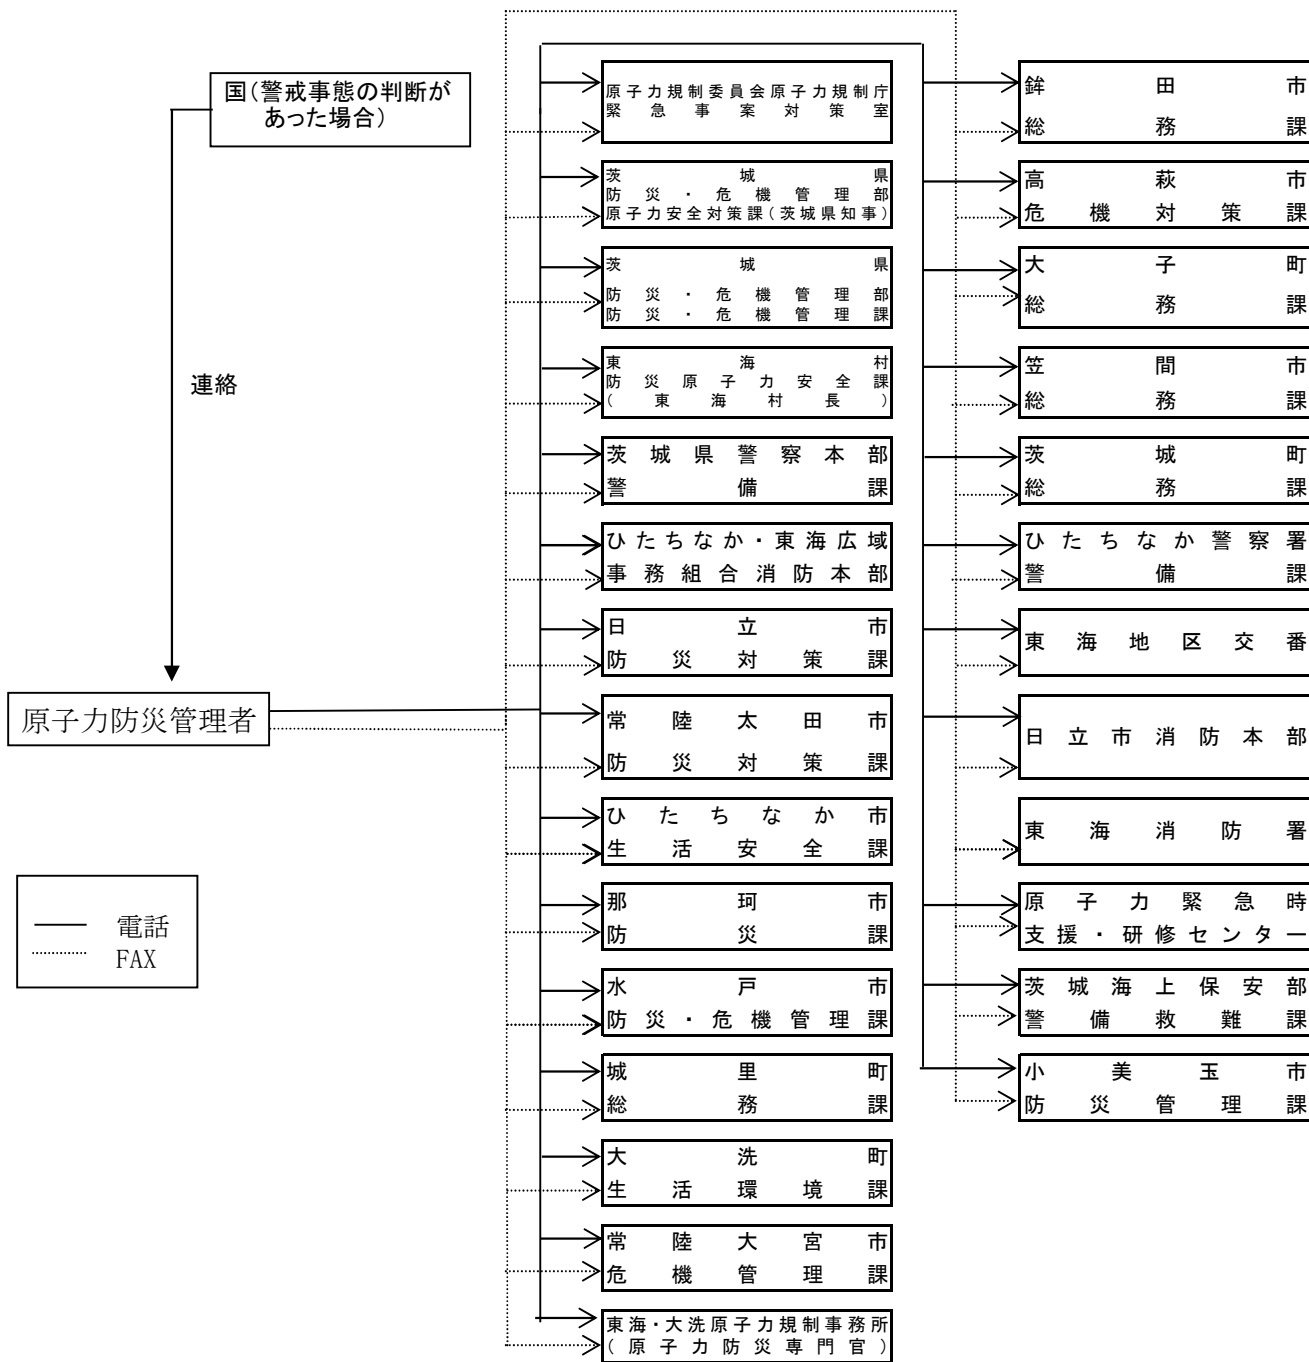 国(警戒事態の判断が
あった場合)
連絡
原子力防災管理者
電話
FAX
原子力規制委員会原子力規制庁
緊急事案対策室
茨城県
防災・危機管理部
原子力安全対策課(茨城県知事)
茨城県
防災・危機管理部
防災・危機管理課
東海村
防災原子力安全課
(東海村長)
茨城県警察本部
警備課
ひたちなか・東海広域
事務組合消防本部
日立市
防災対策課
常陸太田市
防災対策課
ひたちなか市
生活安全課
那珂市
防災課
水戸市
防災・危機管理課
城里町
総務課
大洗町
生活環境課
常陸大宮市
危機管理課
東海・大洗原子力規制事務所
(原子力防災専門官)
鉾田市
総務課
高萩市
危機対策課
大子町
総務課
笠間市
総務課
茨城町
総務課
ひたちなか警察署
警備課
東海地区交番
日立市消防本部
東海消防署
原子力緊急時
支援・研修センター
茨城海上保安部
警備救難課
小美玉市
防災管理課